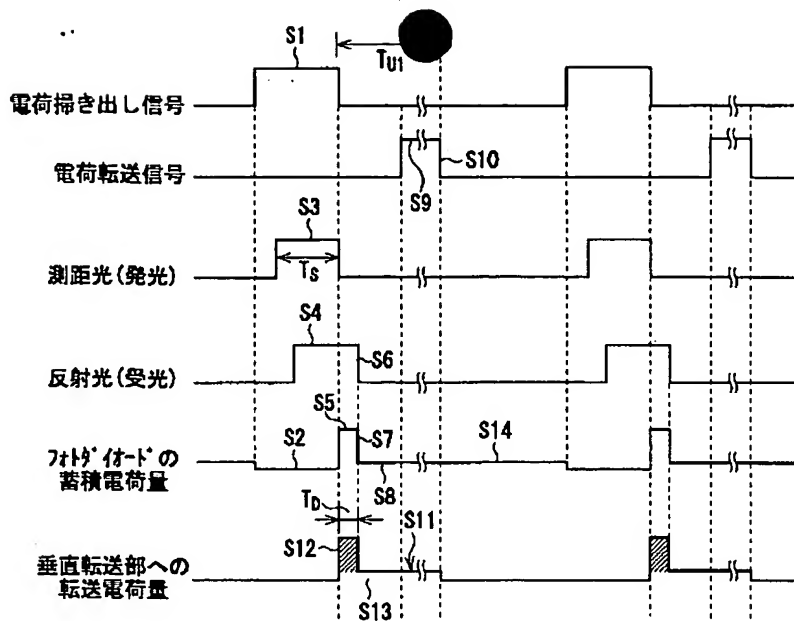 S1
TU1
電荷掃き出し信号
S10
電荷転送信号
S9
S3
測距光(発光)
TS
S4
反射光(受光)
S6
S5
S7
S14
S2
フォトダイオードの
蓄積電荷量
S8
TD
S11
S12
垂直転送部への
転送電荷量
S13